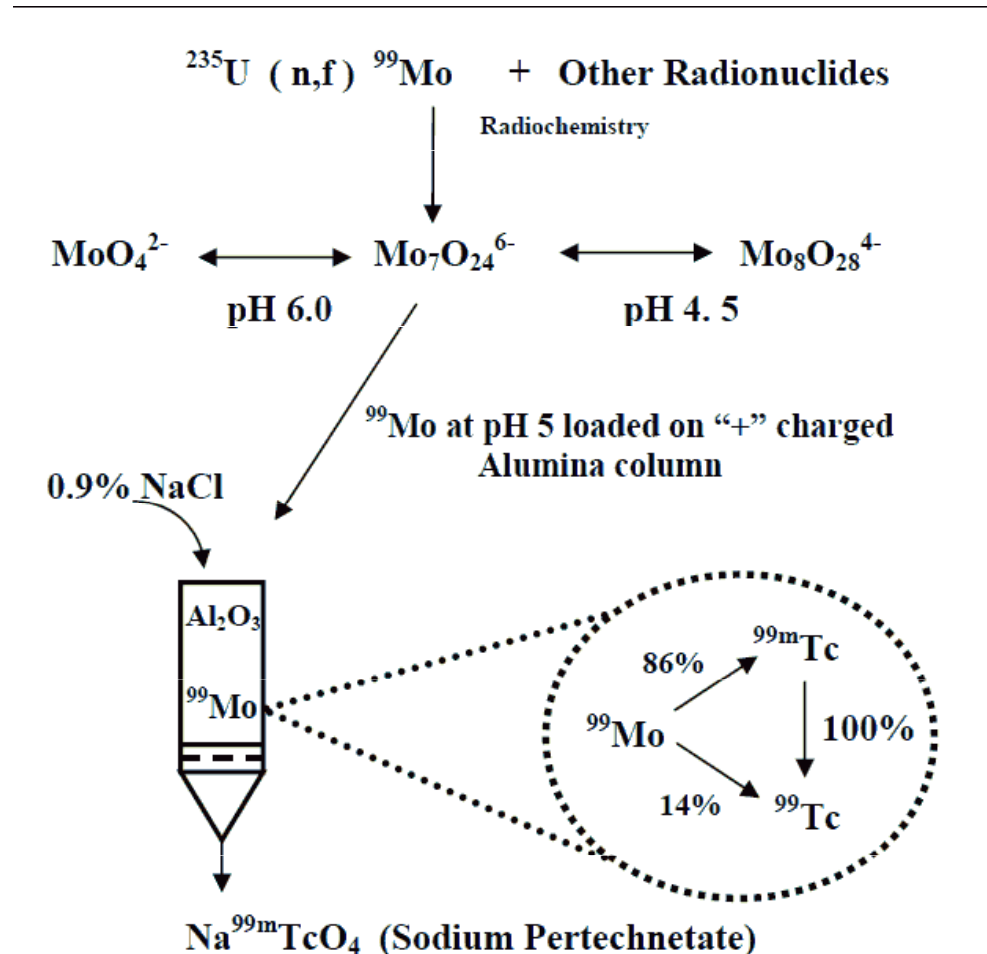 ²³⁵U ( n,f ) ⁹⁹Mo + Other Radionuclides
Radiochemistry
MoO₄²⁻ Mo₇O₂₄⁶⁻ Mo₈O₂₈⁴⁻
pH 6.0 pH 4. 5
⁹⁹Mo at pH 5 loaded on “+” charged
Alumina column
0.9% NaCl
Al₂O₃
⁹⁹Mo
86% ⁹⁹ᵐTc
⁹⁹Mo 100%
14% ⁹⁹Tc
Na⁹⁹ᵐTcO₄ (Sodium Pertechnetate)